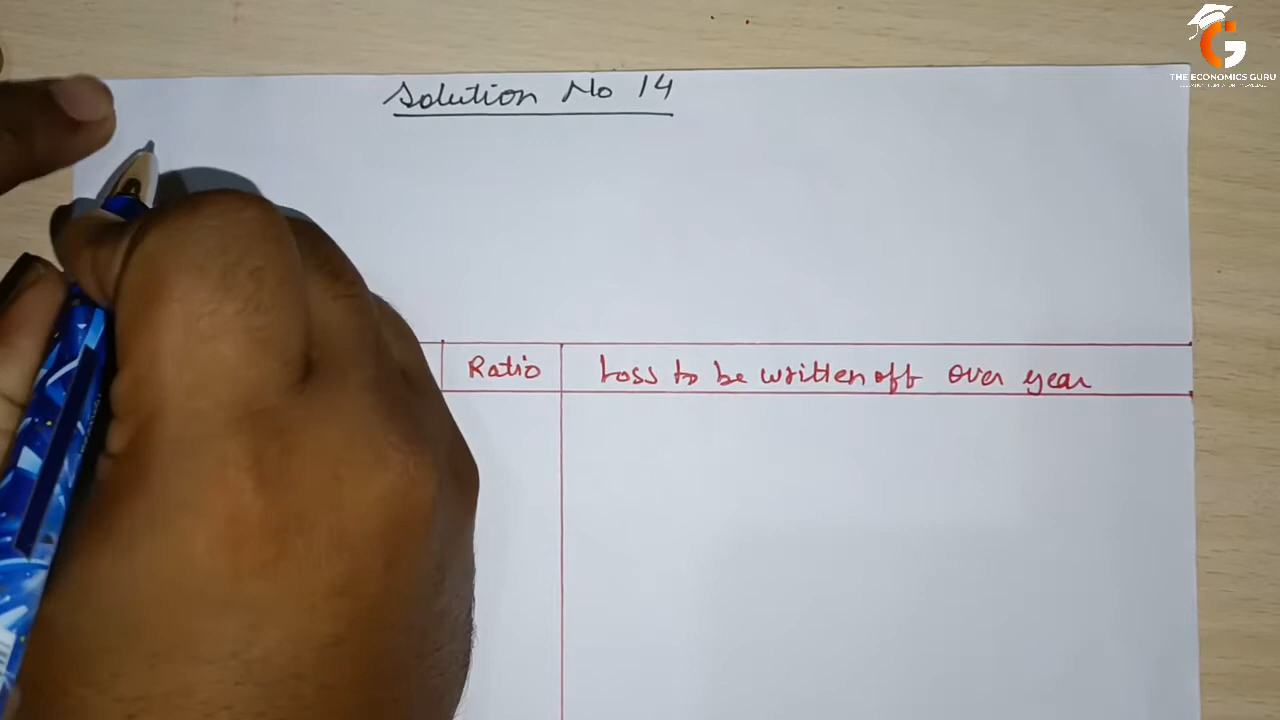 THE ECONOMICS GURU
Solution No 14
Ratio
Loss to be written off over year